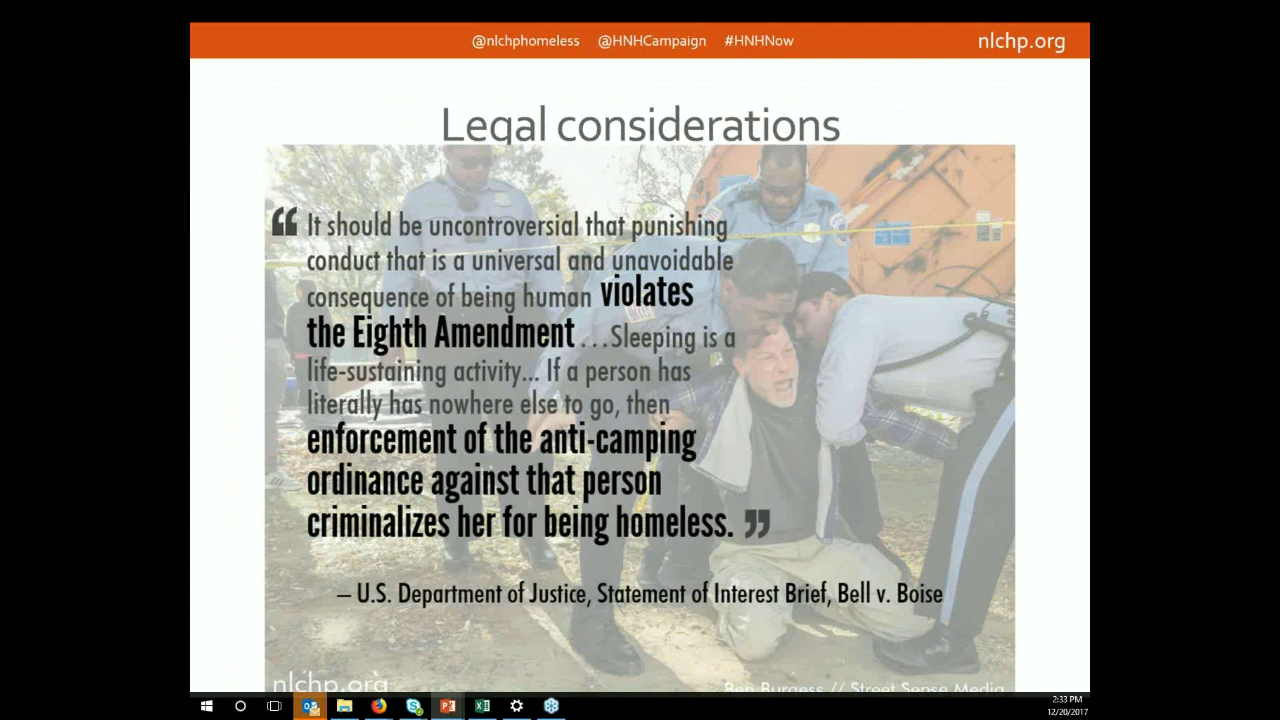 @nlchphomeless @HNHCampaign #HNHNow nlchp.org
Legal considerations
“ It should be uncontroversial that punishing
conduct that is a universal and unavoidable
consequence of being human violates
the Eighth Amendment ...Sleeping is a
life-sustaining activity... If a person has
literally has nowhere else to go, then
enforcement of the anti-camping
ordinance against that person
criminalizes her for being homeless. ”
– U.S. Department of Justice, Statement of Interest Brief, Bell v. Boise
nlchp.org
Ben Burgess // Street Sense Media
2:33 PM
12/20/2017